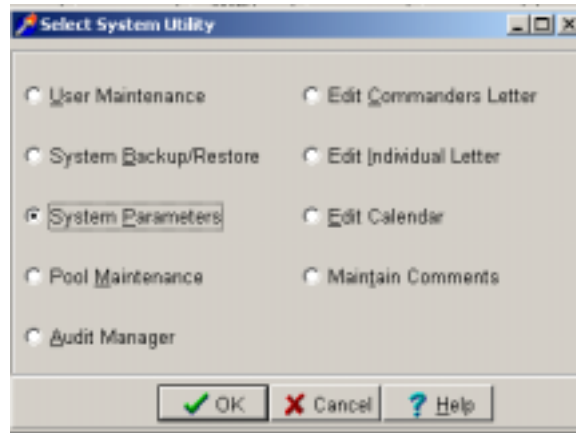 Select System Utility
User Maintenance
System Backup/Restore
System Parameters
Pool Maintenance
Audit Manager
Edit Commanders Letter
Edit Individual Letter
Edit Calendar
Maintain Comments
OK
Cancel
Help